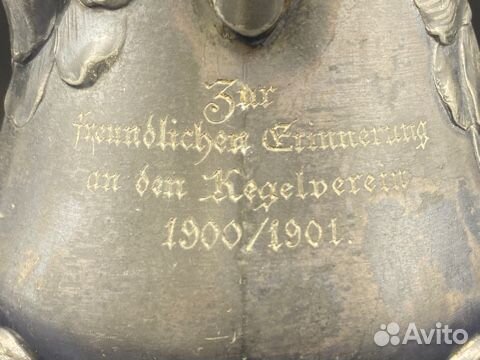 Zur
freundlichen Erinnerung
an den Kegelverein
1900/1901.
Avito